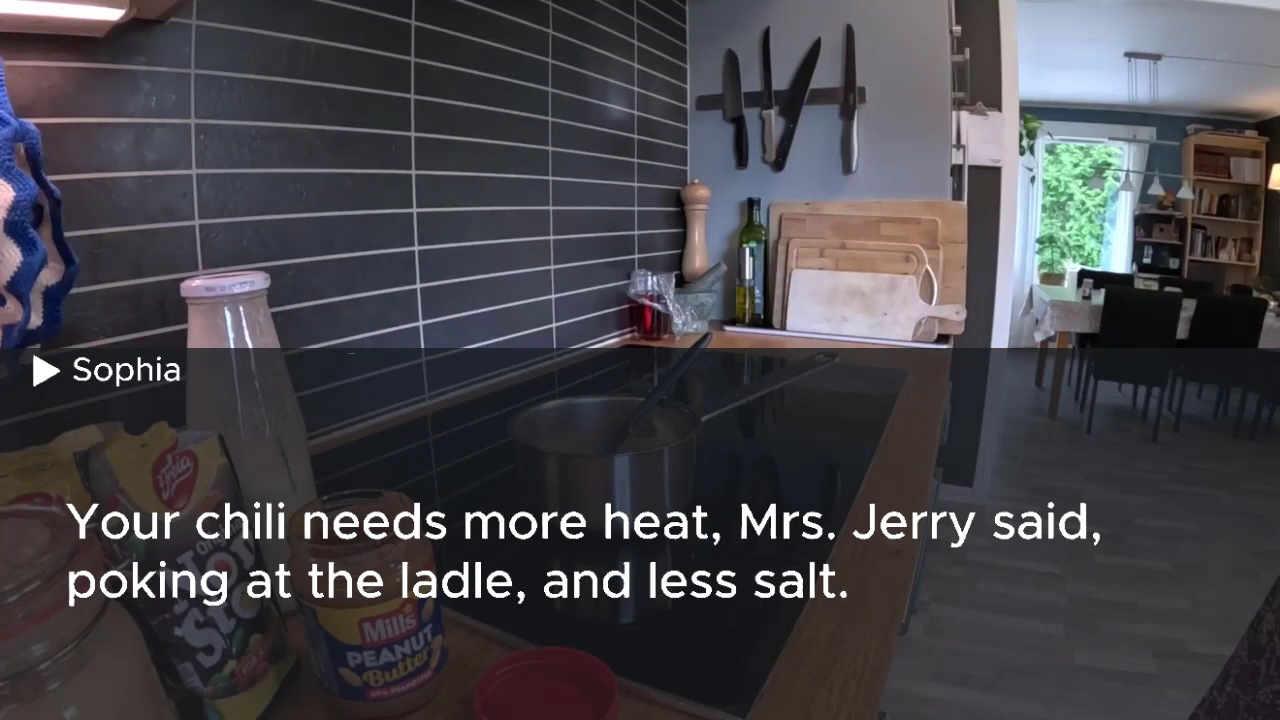 Sophia
Your chili needs more heat, Mrs. Jerry said,
poking at the ladle, and less salt.
freia
Mills
PEANUT
Butter